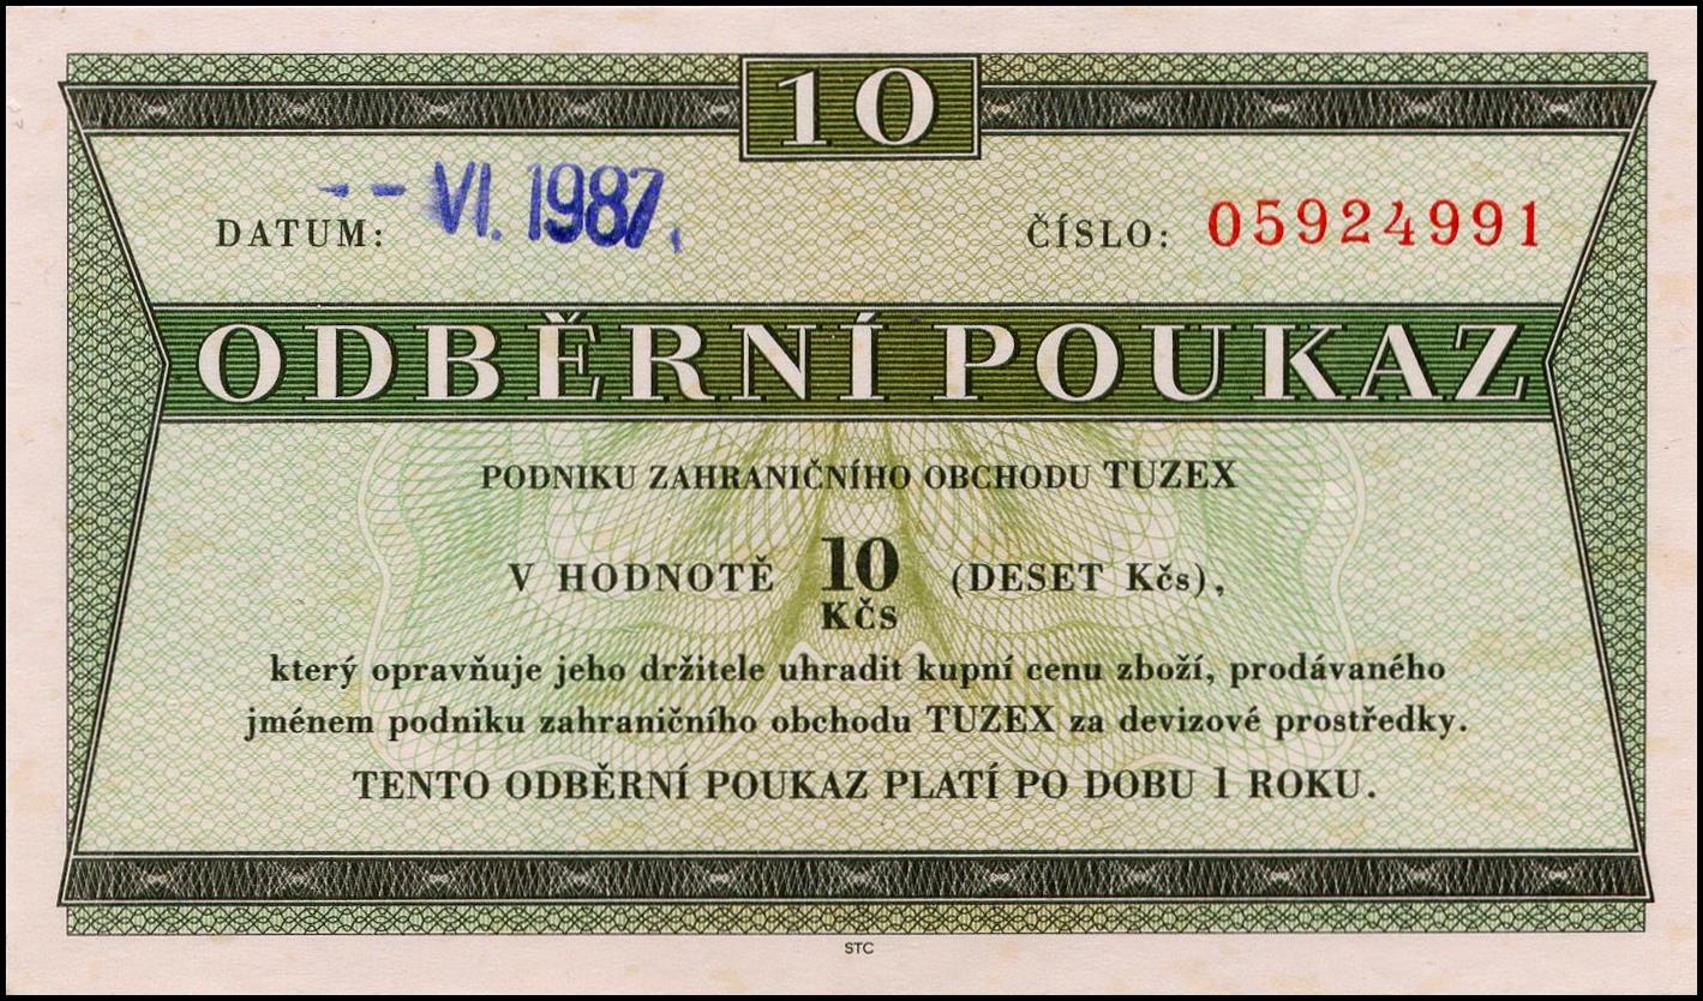 10
DATUM: -- VI. 1987.
ČÍSLO: 05924991
ODBĚRNÍ POUKAZ
PODNIKU ZAHRANIČNÍHO OBCHODU TUZEX
V HODNOTĚ 10 KČS (DESET Kčs),
který opravňuje jeho držitele uhradit kupní cenu zboží, prodávaného
jménem podniku zahraničního obchodu TUZEX za devizové prostředky.
TENTO ODBĚRNÍ POUKAZ PLATÍ PO DOBU 1 ROKU.
STC